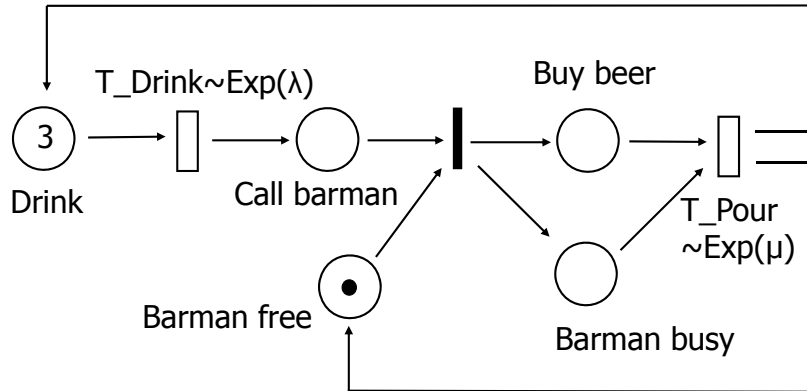 T_Drink~Exp(λ)
Buy beer
3
Drink
Call barman
T_Pour
~Exp(μ)
Barman free
Barman busy